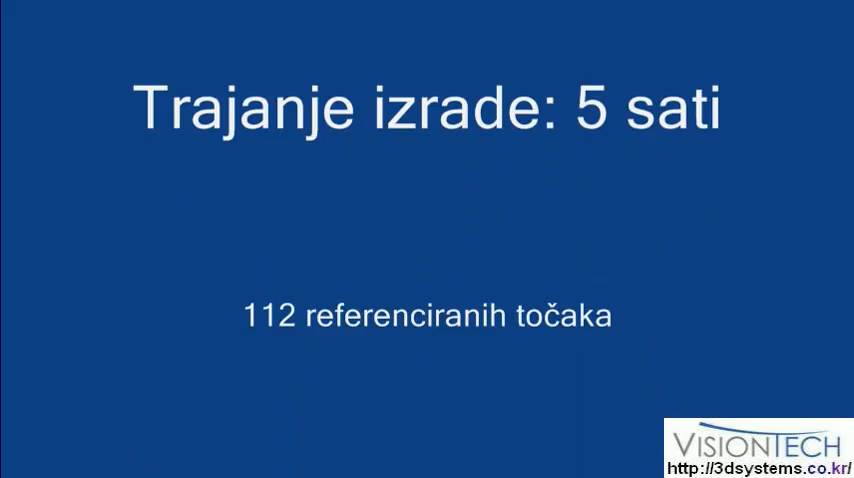 Trajanje izrade: 5 sati
112 referenciranih točaka
VISIONTECH
http://3dsystems.co.kr/